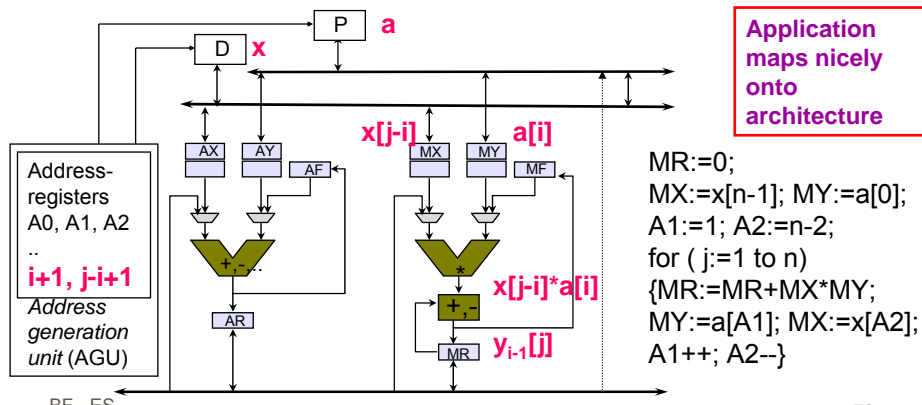 P a
D x
Application
maps nicely
onto
architecture
x[j-i] a[i]
AX AY AF MX MY MF
Address-
registers
A0, A1, A2
..
i+1, j-i+1
Address
generation
unit (AGU)
+,-,..
*
x[j-i]*a[i]
+,-
AR
yi-1[j]
MR
MR:=0;
MX:=x[n-1]; MY:=a[0];
A1:=1; A2:=n-2;
for ( j:=1 to n)
{MR:=MR+MX*MY;
MY:=a[A1]; MX:=x[A2];
A1++; A2--}